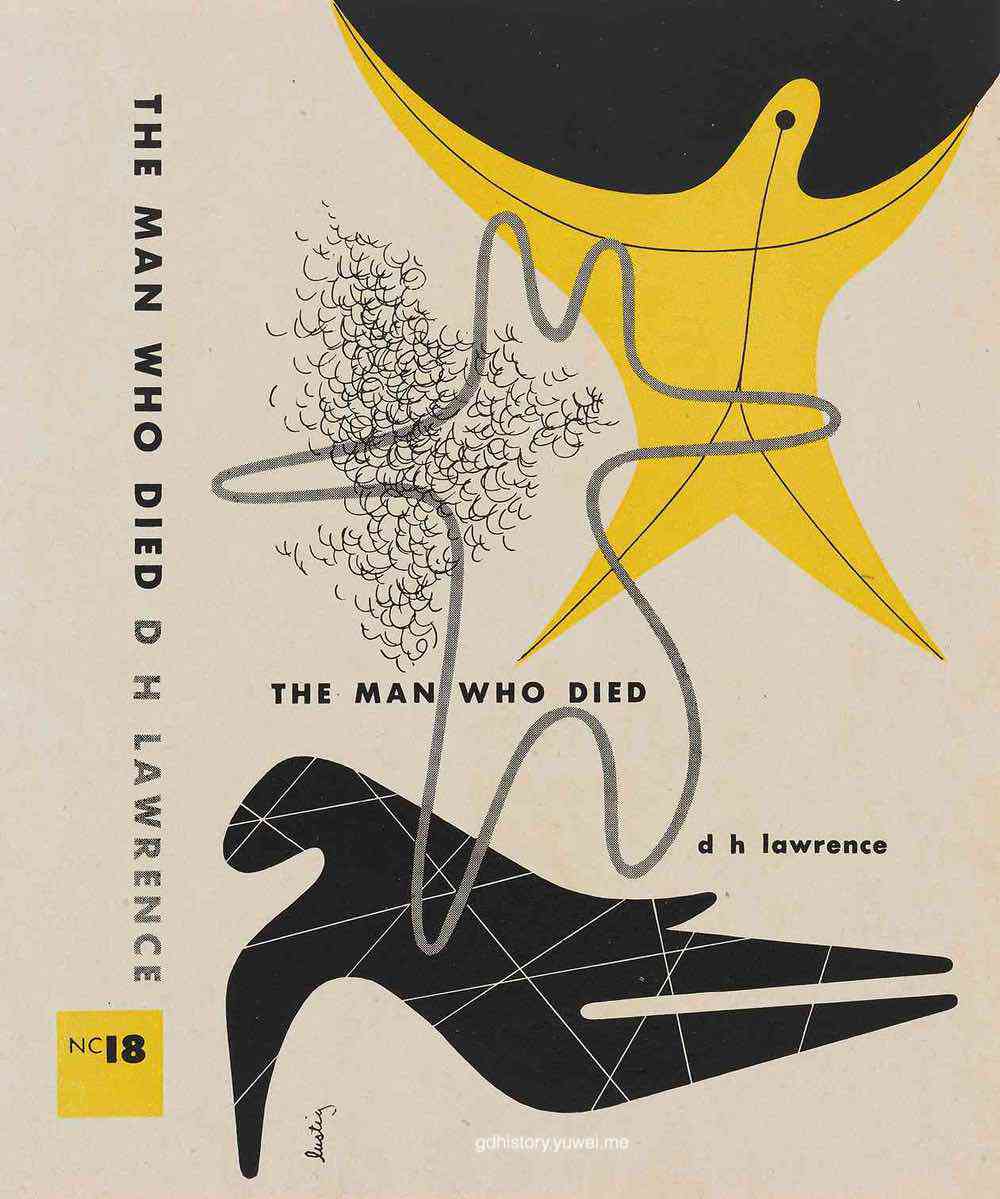 THE MAN WHO DIED D H LAWRENCE
THE MAN WHO DIED
d h lawrence
NC18
lustig
gdhistory.yuwei.me